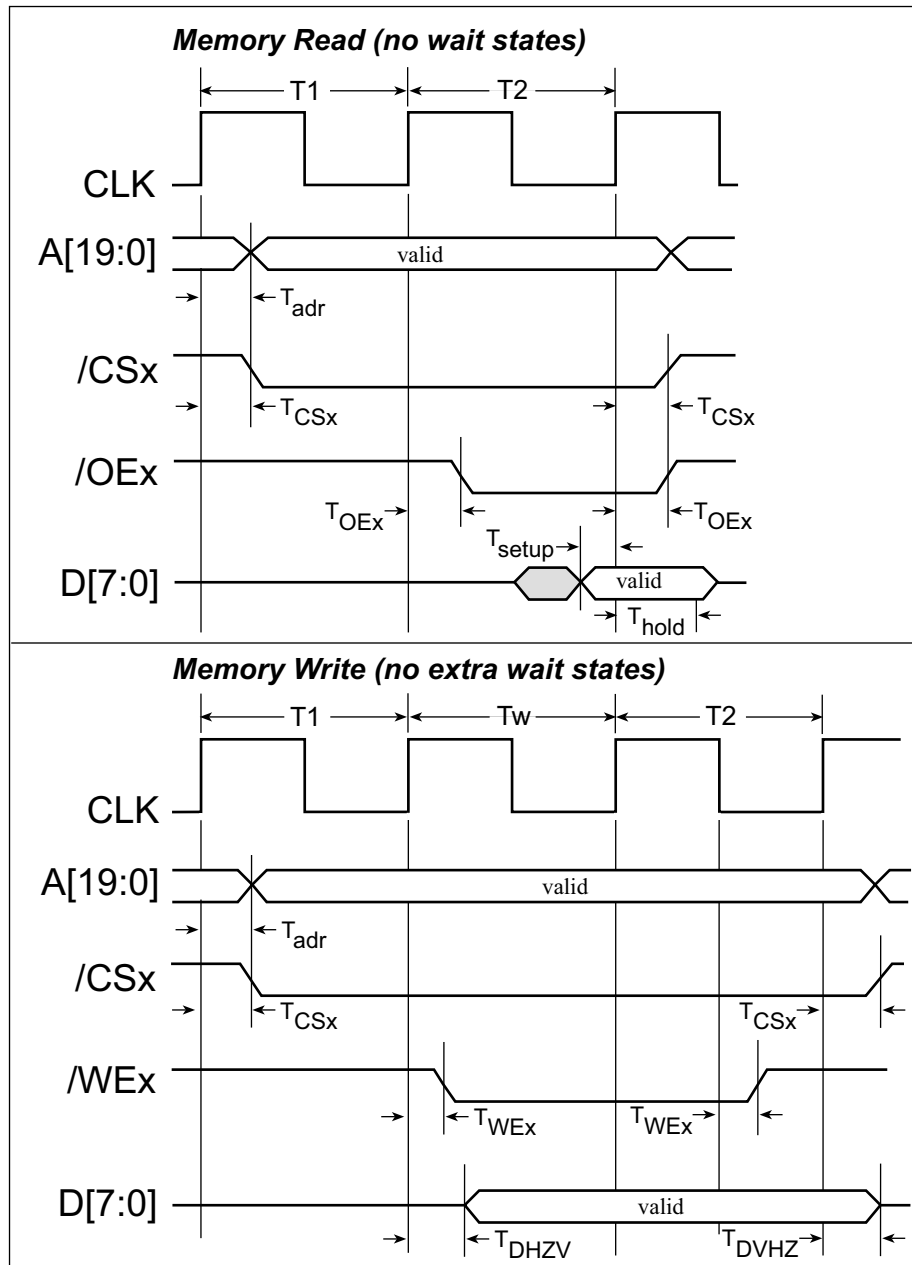 Memory Read (no wait states)
T1 T2
CLK
A[19:0] valid
Tadr
/CSx
TCSx TCSx
/OEx
TOEx TOEx
Tsetup
D[7:0] valid
Thold
Memory Write (no extra wait states)
T1 Tw T2
CLK
A[19:0] valid
Tadr
/CSx
TCSx TCSx
/WEx
TWEx TWEx
D[7:0] valid
TDHZV TDVHZ